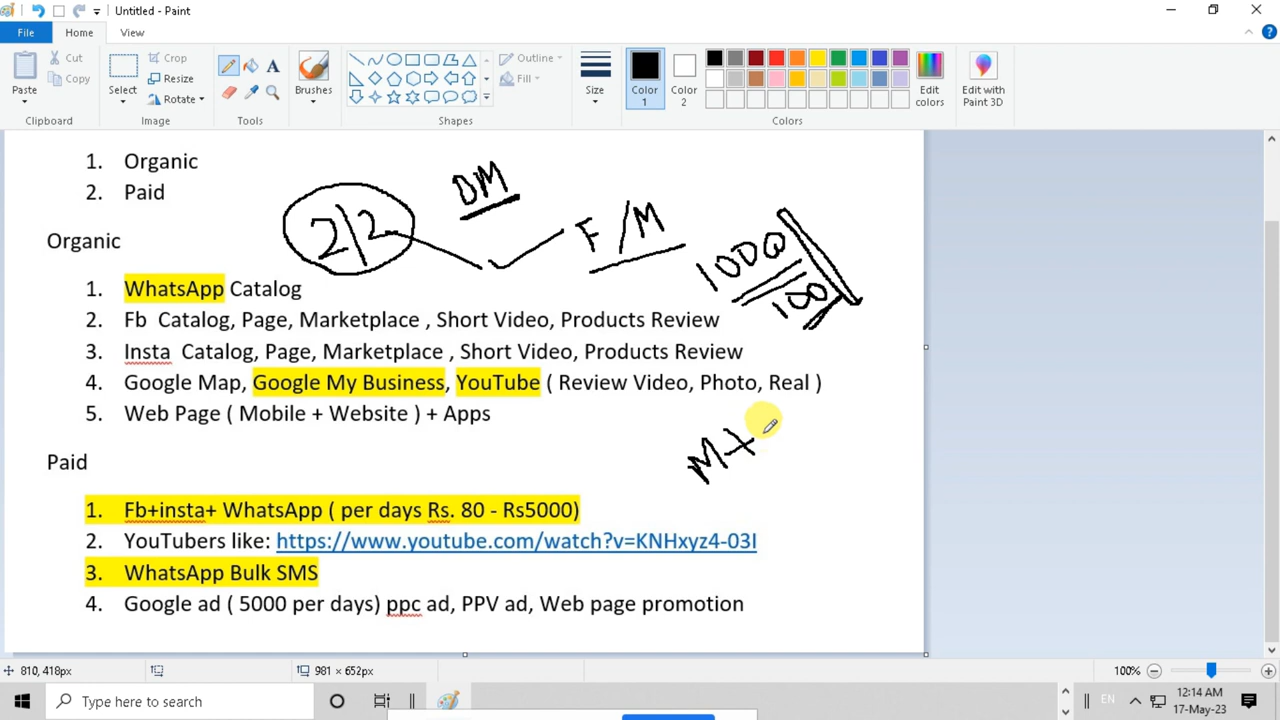 Untitled - Paint
File Home View
Paste
Cut
Copy
Clipboard
Select
Crop
Resize
Rotate
Image
Tools
Brushes
Shapes
Outline
Fill
Size
Color 1
Color 2
Colors
Edit colors
Edit with Paint 3D
1. Organic
2. Paid
DM
2/2
F/M
Organic
1. WhatsApp Catalog
2. Fb Catalog, Page, Marketplace , Short Video, Products Review
3. Insta Catalog, Page, Marketplace , Short Video, Products Review
4. Google Map, Google My Business, YouTube ( Review Video, Photo, Real )
5. Web Page ( Mobile + Website ) + Apps
M+
Paid
1. Fb+insta+ WhatsApp ( per days Rs. 80 - Rs5000)
2. YouTubers like: https://www.youtube.com/watch?v=KNHxyz4-03I
3. WhatsApp Bulk SMS
4. Google ad ( 5000 per days) ppc ad, PPV ad, Web page promotion
810, 418px
981 × 652px
100%
Type here to search
EN
12:14 AM
17-May-23